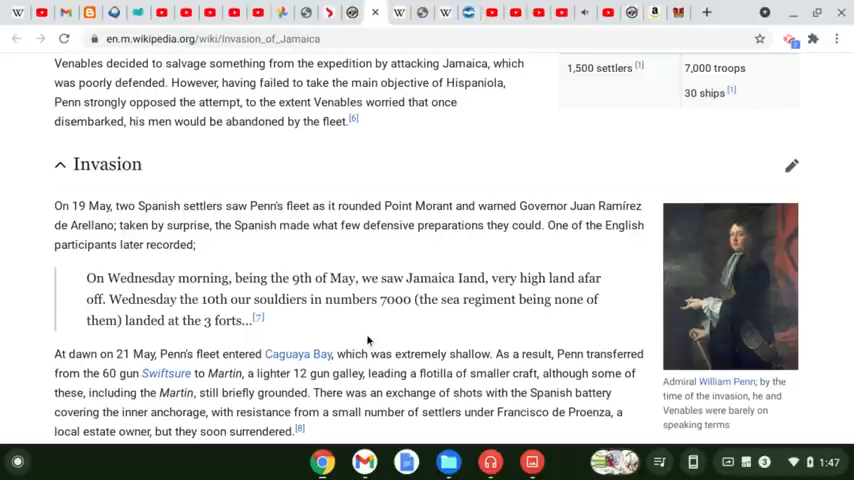 en.m.wikipedia.org/wiki/Invasion_of_Jamaica
Venables decided to salvage something from the expedition by attacking Jamaica, which
was poorly defended. However, having failed to take the main objective of Hispaniola,
Penn strongly opposed the attempt, to the extent Venables worried that once
disembarked, his men would be abandoned by the fleet.[6]
1,500 settlers [1]
7,000 troops
30 ships [1]
Invasion
On 19 May, two Spanish settlers saw Penn's fleet as it rounded Point Morant and warned Governor Juan Ramírez
de Arellano; taken by surprise, the Spanish made what few defensive preparations they could. One of the English
participants later recorded;
On Wednesday morning, being the 9th of May, we saw Jamaica Iand, very high land afar
off. Wednesday the 10th our souldiers in numbers 7000 (the sea regiment being none of
them) landed at the 3 forts...[7]
At dawn on 21 May, Penn's fleet entered Caguaya Bay, which was extremely shallow. As a result, Penn transferred
from the 60 gun Swiftsure to Martin, a lighter 12 gun galley, leading a flotilla of smaller craft, although some of
these, including the Martin, still briefly grounded. There was an exchange of shots with the Spanish battery
covering the inner anchorage, with resistance from a small number of settlers under Francisco de Proenza, a
local estate owner, but they soon surrendered.[8]
Admiral William Penn; by the
time of the invasion, he and
Venables were barely on
speaking terms
3
1:47